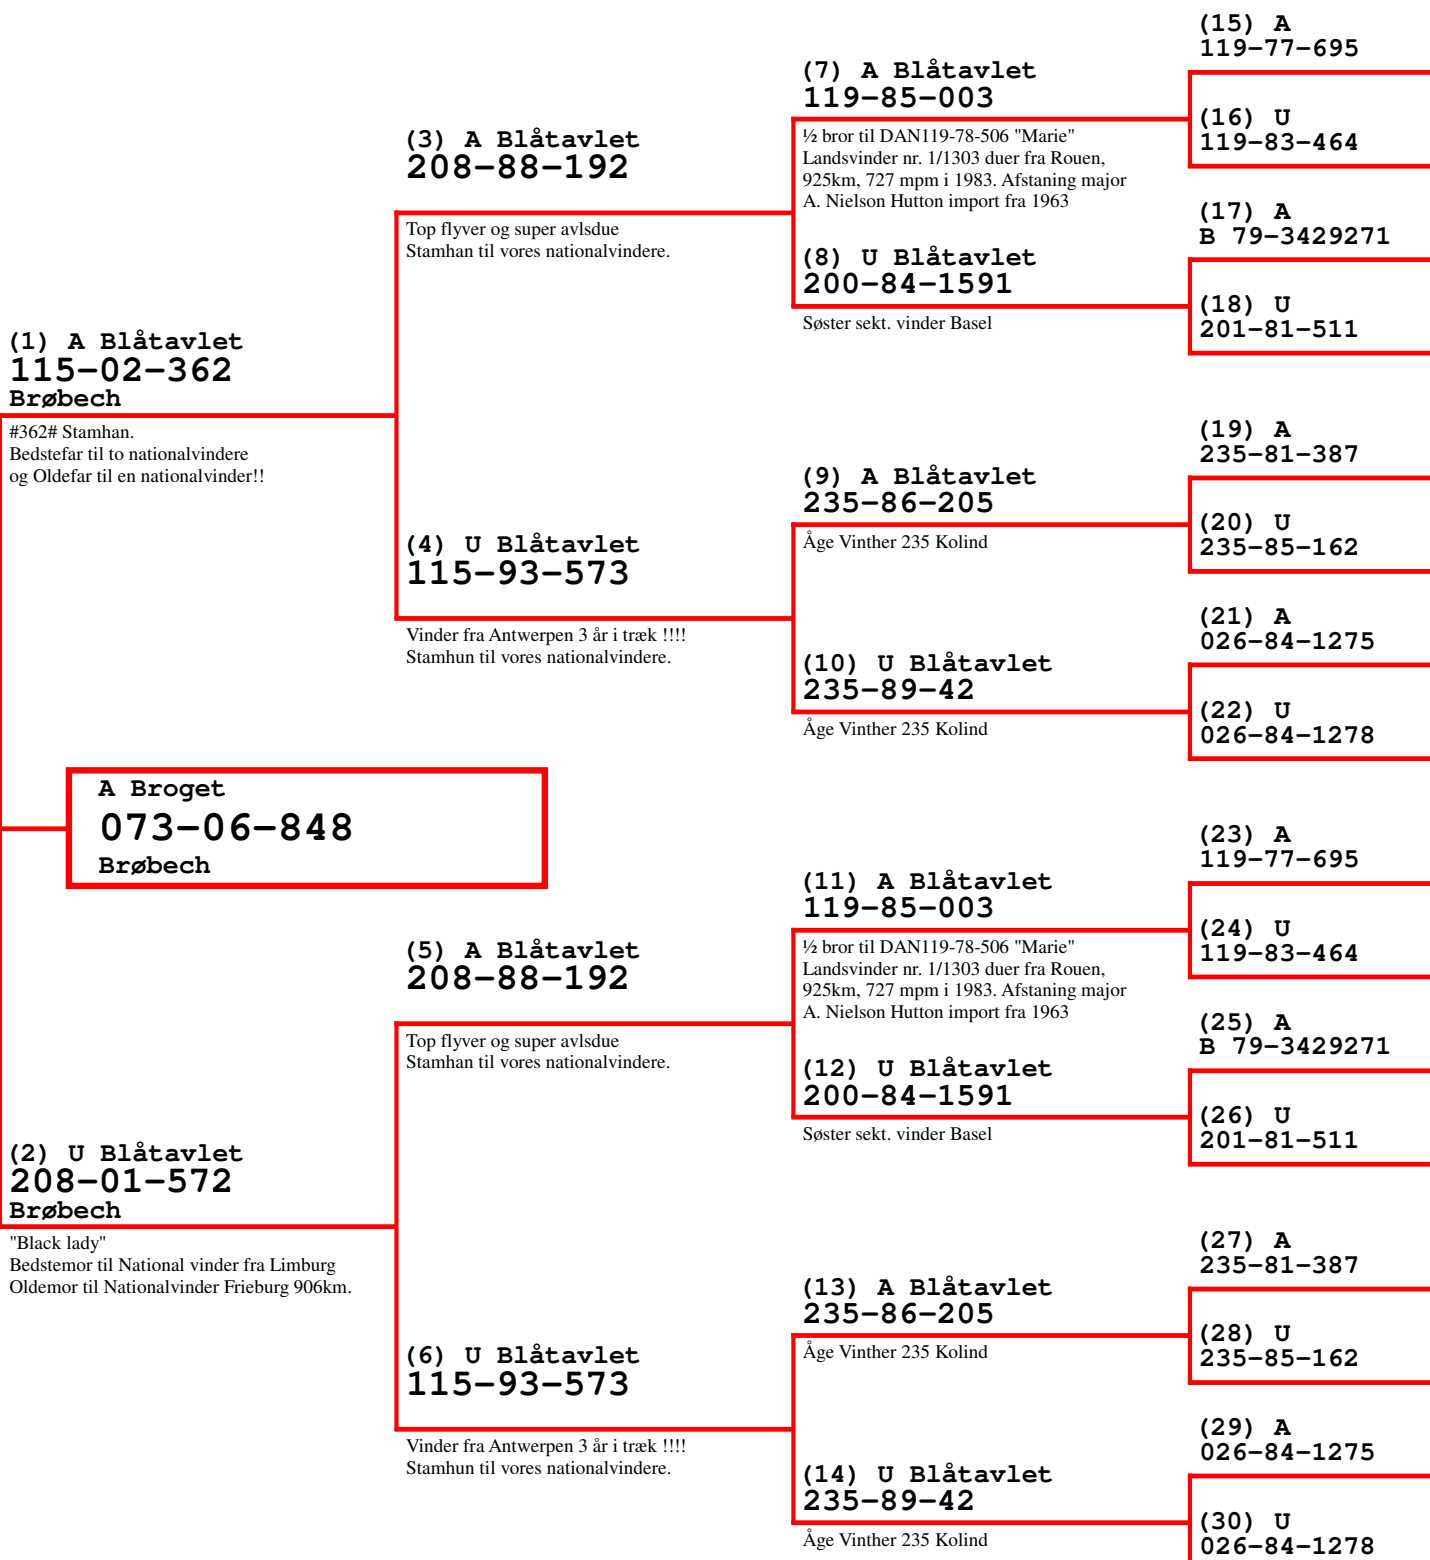 (1) A Blåtavlet
115-02-362
Brøbech
#362# Stamhan.
Bedstefar til to nationalvindere
og Oldefar til en nationalvinder!!
A Broget
073-06-848
Brøbech
(2) U Blåtavlet
208-01-572
Brøbech
"Black lady"
Bedstemor til National vinder fra Limburg
Oldemor til Nationalvinder Frieburg 906km.
(3) A Blåtavlet
208-88-192
Top flyver og super avlsdue
Stamhan til vores nationalvindere.
(4) U Blåtavlet
115-93-573
Vinder fra Antwerpen 3 år i træk !!!!
Stamhun til vores nationalvindere.
(5) A Blåtavlet
208-88-192
Top flyver og super avlsdue
Stamhan til vores nationalvindere.
(6) U Blåtavlet
115-93-573
Vinder fra Antwerpen 3 år i træk !!!!
Stamhun til vores nationalvindere.
(7) A Blåtavlet
119-85-003
½ bror til DAN119-78-506 "Marie"
Landsvinder nr. 1/1303 duer fra Rouen,
925km, 727 mpm i 1983. Afstaning major
A. Nielson Hutton import fra 1963
(8) U Blåtavlet
200-84-1591
Søster sekt. vinder Basel
(9) A Blåtavlet
235-86-205
Åge Vinther 235 Kolind
(10) U Blåtavlet
235-89-42
Åge Vinther 235 Kolind
(11) A Blåtavlet
119-85-003
½ bror til DAN119-78-506 "Marie"
Landsvinder nr. 1/1303 duer fra Rouen,
925km, 727 mpm i 1983. Afstaning major
A. Nielson Hutton import fra 1963
(12) U Blåtavlet
200-84-1591
Søster sekt. vinder Basel
(13) A Blåtavlet
235-86-205
Åge Vinther 235 Kolind
(14) U Blåtavlet
235-89-42
Åge Vinther 235 Kolind
(15) A
119-77-695
(16) U
119-83-464
(17) A
B 79-3429271
(18) U
201-81-511
(19) A
235-81-387
(20) U
235-85-162
(21) A
026-84-1275
(22) U
026-84-1278
(23) A
119-77-695
(24) U
119-83-464
(25) A
B 79-3429271
(26) U
201-81-511
(27) A
235-81-387
(28) U
235-85-162
(29) A
026-84-1275
(30) U
026-84-1278